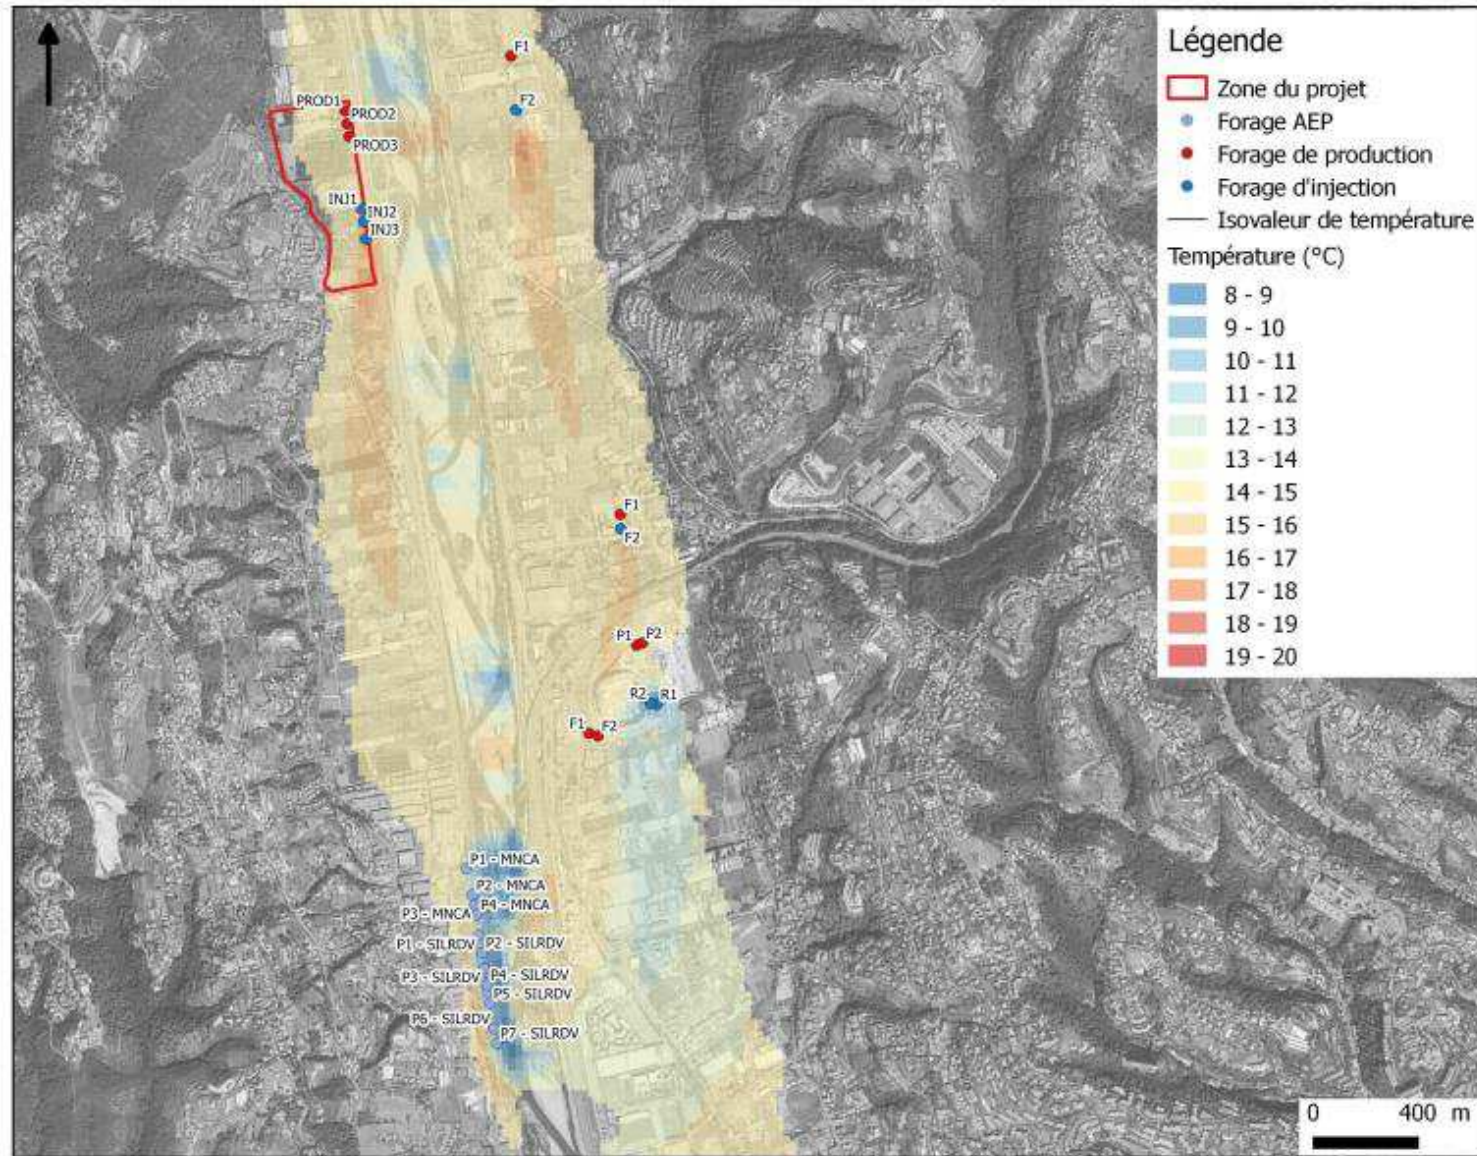 Légende
Zone du projet
Forage AEP
Forage de production
Forage d'injection
Isovaleur de température
Température (°C)
8 - 9
9 - 10
10 - 11
11 - 12
12 - 13
13 - 14
14 - 15
15 - 16
16 - 17
17 - 18
18 - 19
19 - 20
F1
F2
PROD1
PROD2
PROD3
INJ1
INJ2
INJ3
F1
F2
P1 P2
R2 R1
F1 F2
P1 - MNCA
P2 - MNCA
P3 - MNCA P4 - MNCA
P1 - SILRDV P2 - SILRDV
P3 - SILRDV P4 - SILRDV
P5 - SILRDV
P6 - SILRDV
P7 - SILRDV
0 400 m